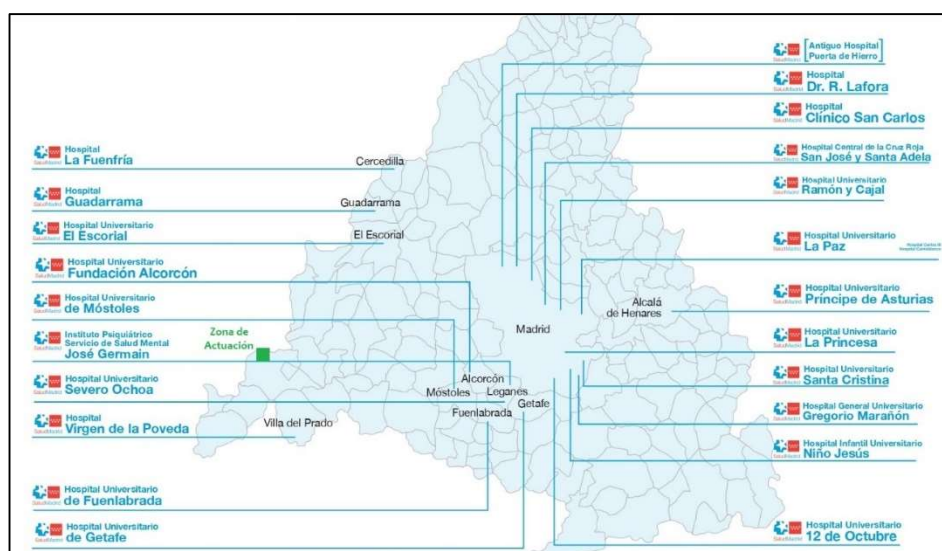 Hospital
La Fuenfría
Hospital
Guadarrama
Hospital Universitario
El Escorial
Hospital Universitario
Fundación Alcorcón
Hospital Universitario
de Móstoles
Instituto Psiquiátrico
Servicio de Salud Mental
José Germain
Hospital Universitario
Severo Ochoa
Hospital
Virgen de la Poveda
Hospital Universitario
de Fuenlabrada
Hospital Universitario
de Getafe
Cercedilla
Guadarrama
El Escorial
Zona de
Actuación
Madrid
Alcalá
de Henares
Alcorcón
Móstoles
Leganes
Getafe
Fuenlabrada
Villa del Prado
Antiguo Hospital
Puerta de Hierro
Hospital
Dr. R. Lafora
Hospital
Clínico San Carlos
Hospital Central de la Cruz Roja
San José y Santa Adela
Hospital Universitario
Ramón y Cajal
Hospital Universitario
La Paz
Hospital Universitario
Príncipe de Asturias
Hospital Universitario
La Princesa
Hospital Universitario
Santa Cristina
Hospital General Universitario
Gregorio Marañón
Hospital Infantil Universitario
Niño Jesús
Hospital Universitario
12 de Octubre